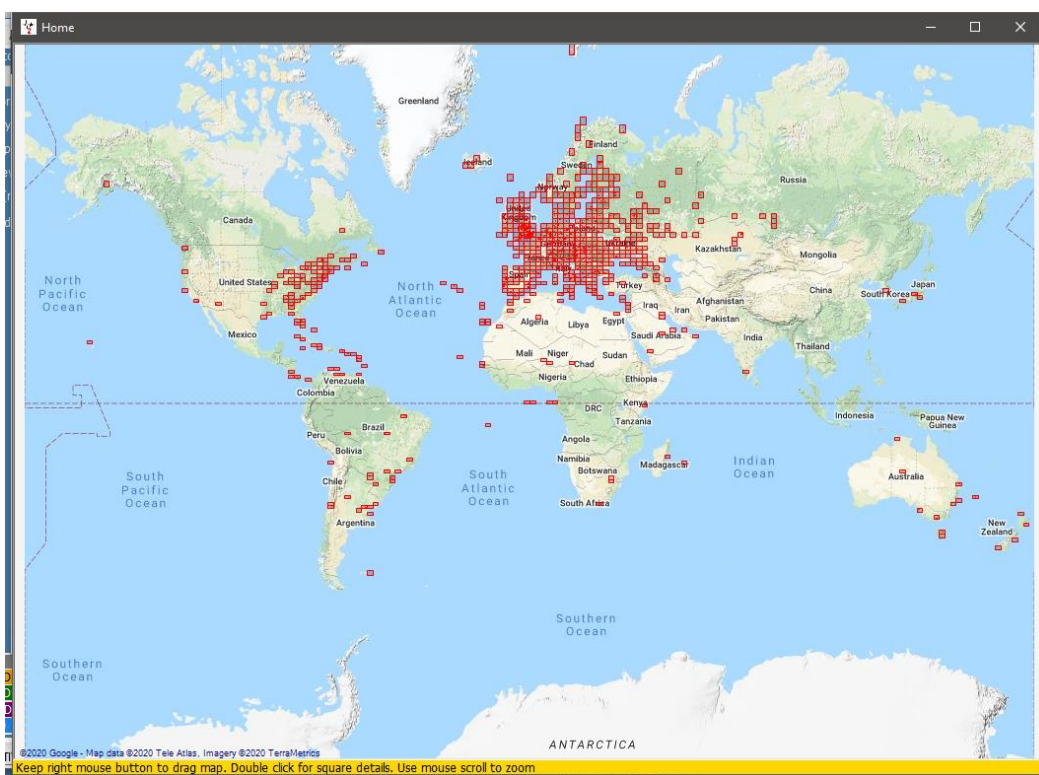 Home
Greenland
Iceland
Finland
Sweden
Norway
Russia
United
Kingdom
Canada
Poland
Germany
Ukraine
Kazakhstan
Mongolia
North
Pacific
Ocean
United States
North
Atlantic
Ocean
Spain
Italy
Turkey
China
South Korea
Japan
Iraq
Iran
Afghanistan
Pakistan
Algeria
Libya
Egypt
Saudi Arabia
India
Mexico
Thailand
Mali
Niger
Chad
Sudan
Nigeria
Ethiopia
Venezuela
Colombia
DRC
Kenya
Tanzania
Indonesia
Papua New
Guinea
Peru
Brazil
Bolivia
Angola
Namibia
Botswana
Madagascar
Indian
Ocean
South
Pacific
Ocean
South
Atlantic
Ocean
Chile
Australia
South Africa
Argentina
New
Zealand
Southern
Ocean
Southern
Ocean
ANTARCTICA
©2020 Google - Map data ©2020 Tele Atlas, Imagery ©2020 TerraMetrics
Keep right mouse button to drag map. Double click for square details. Use mouse scroll to zoom